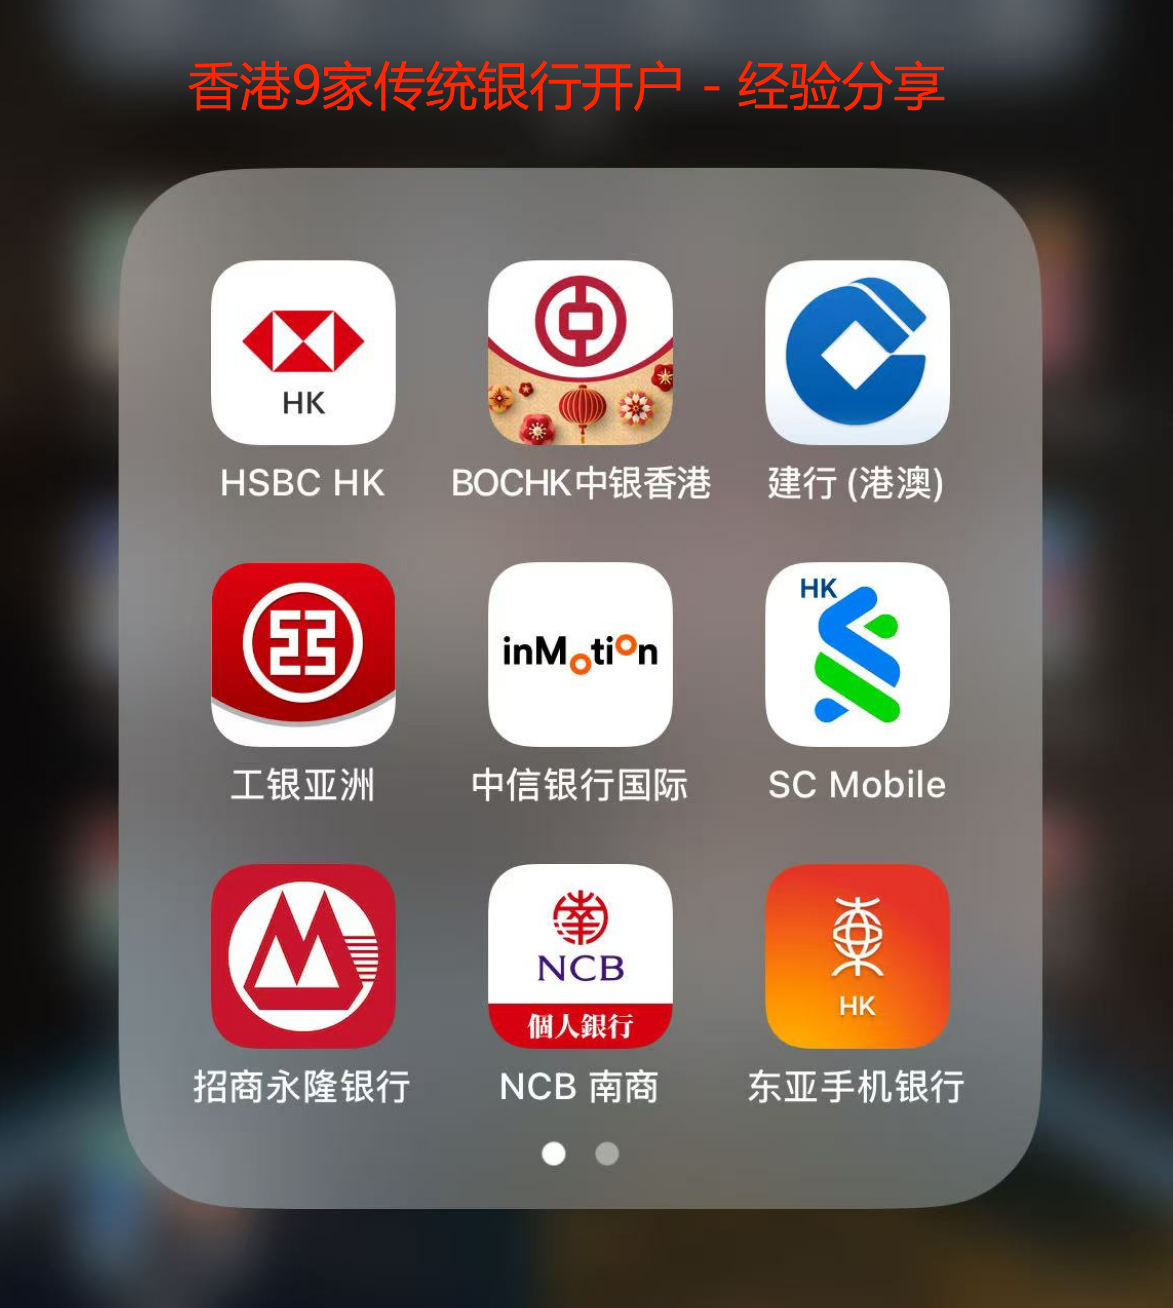 香港9家传统银行开户 - 经验分享
HK
HSBC HK
BOCHK中银香港
建行 (港澳)
工银亚洲
inMotion
中信银行国际
HK
SC Mobile
招商永隆银行
NCB
個人銀行
NCB 南商
HK
东亚手机银行